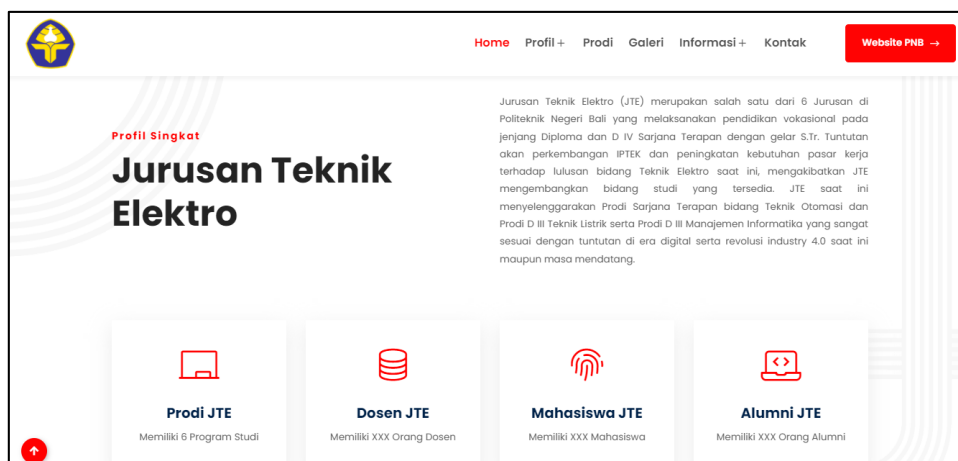 Home Profil + Prodi Galeri Informasi + Kontak Website PNB →
Profil Singkat
Jurusan Teknik
Elektro
Jurusan Teknik Elektro (JTE) merupakan salah satu dari 6 Jurusan di
Politeknik Negeri Bali yang melaksanakan pendidikan vokasional pada
jenjang Diploma dan D IV Sarjana Terapan dengan gelar S.Tr. Tuntutan
akan perkembangan IPTEK dan peningkatan kebutuhan pasar kerja
terhadap lulusan bidang Teknik Elektro saat ini, mengakibatkan JTE
mengembangkan bidang studi yang tersedia. JTE saat ini
menyelenggarakan Prodi Sarjana Terapan bidang Teknik Otomasi dan
Prodi D III Teknik Listrik serta Prodi D III Manajemen Informatika yang sangat
sesuai dengan tuntutan di era digital serta revolusi industry 4.0 saat ini
maupun masa mendatang.
Prodi JTE
Memiliki 6 Program Studi
Dosen JTE
Memiliki XXX Orang Dosen
Mahasiswa JTE
Memiliki XXX Mahasiswa
Alumni JTE
Memiliki XXX Orang Alumni